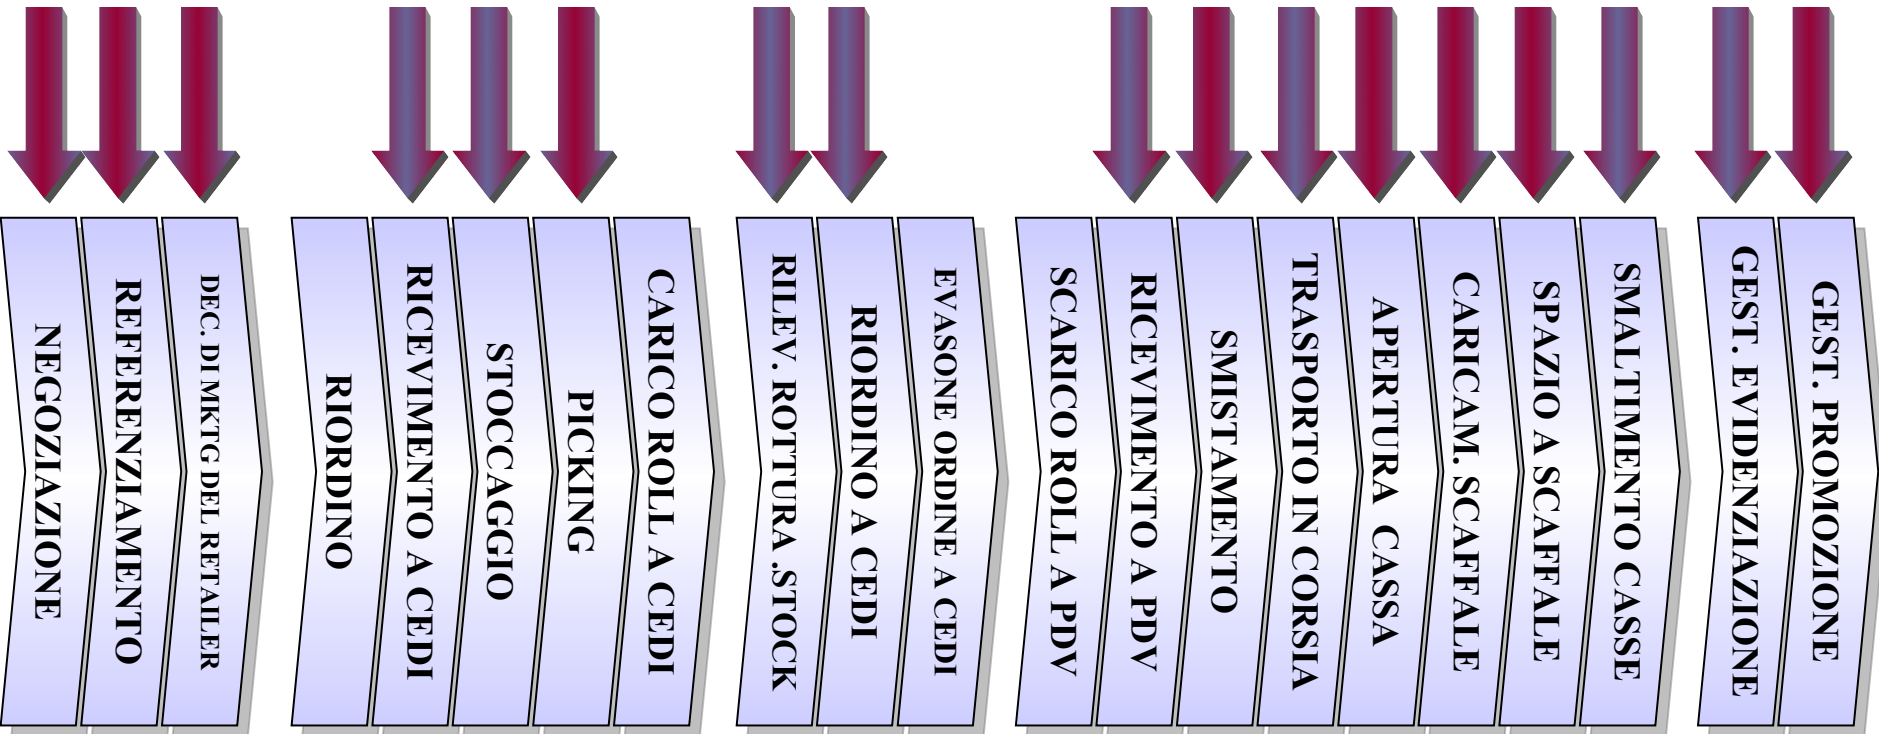 NEGOZIAZIONE
REFERENZIAMENTO
DEC. DI MKTG DEL RETAILER
RIORDINO
RICEVIMENTO A CEDI
STOCCAGGIO
PICKING
CARICO ROLL A CEDI
RILEV. ROTTURA .STOCK
RIORDINO A CEDI
EVASONE ORDINE A CEDI
SCARICO ROLL A PDV
RICEVIMENTO A PDV
SMISTAMENTO
TRASPORTO IN CORSIA
APERTURA CASSA
CARICAM. SCAFFALE
SPAZIO A SCAFFALE
SMALTIMENTO CASSE
GEST. EVIDENZIAZIONE
GEST. PROMOZIONE